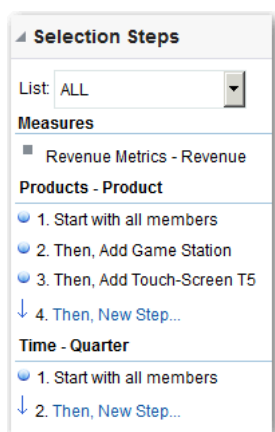 Selection Steps
List: ALL
Measures
Revenue Metrics - Revenue
Products - Product
1. Start with all members
2. Then, Add Game Station
3. Then, Add Touch-Screen T5
4. Then, New Step...
Time - Quarter
1. Start with all members
2. Then, New Step...